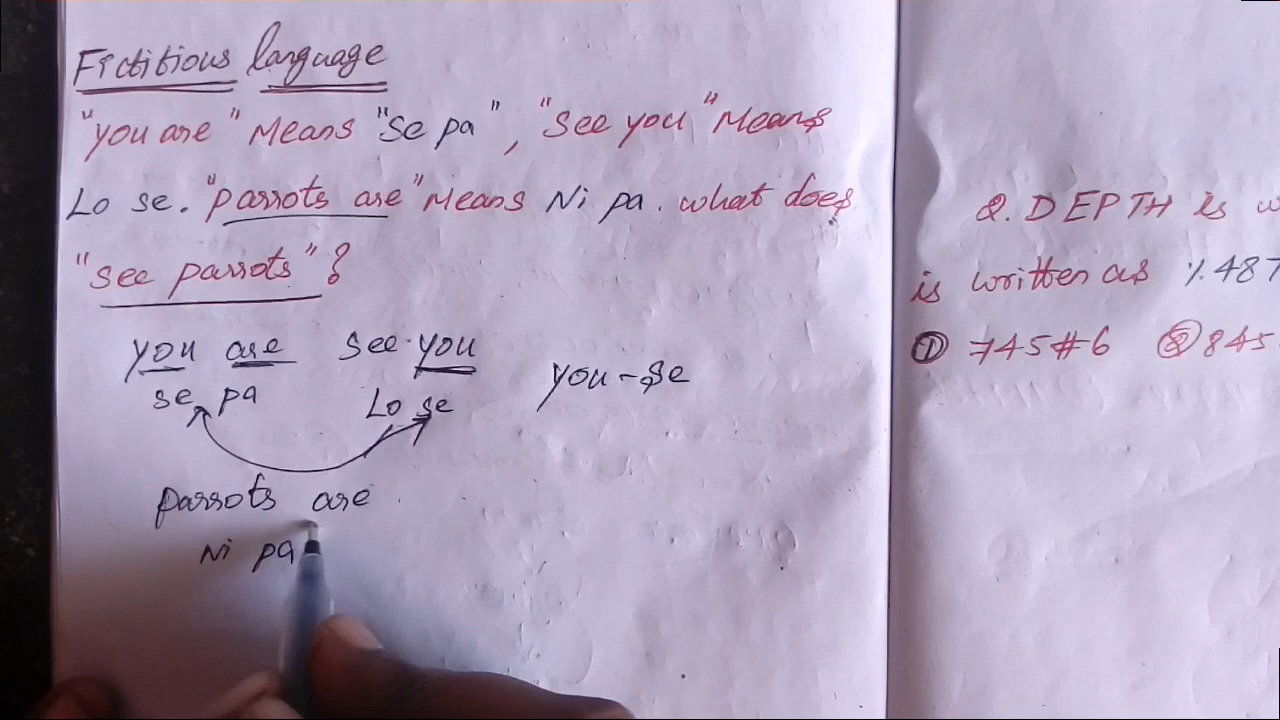 Fictitious language
"you are" Means "se pa", "See you" Means
Lo se. "parrots are" Means Ni pa. what does
"see parrots"?
you are see you
se pa Lo se
you - se
parrots are
Ni pa
Q. DEPTH is
is written as % 487
① 745#6 ② 845